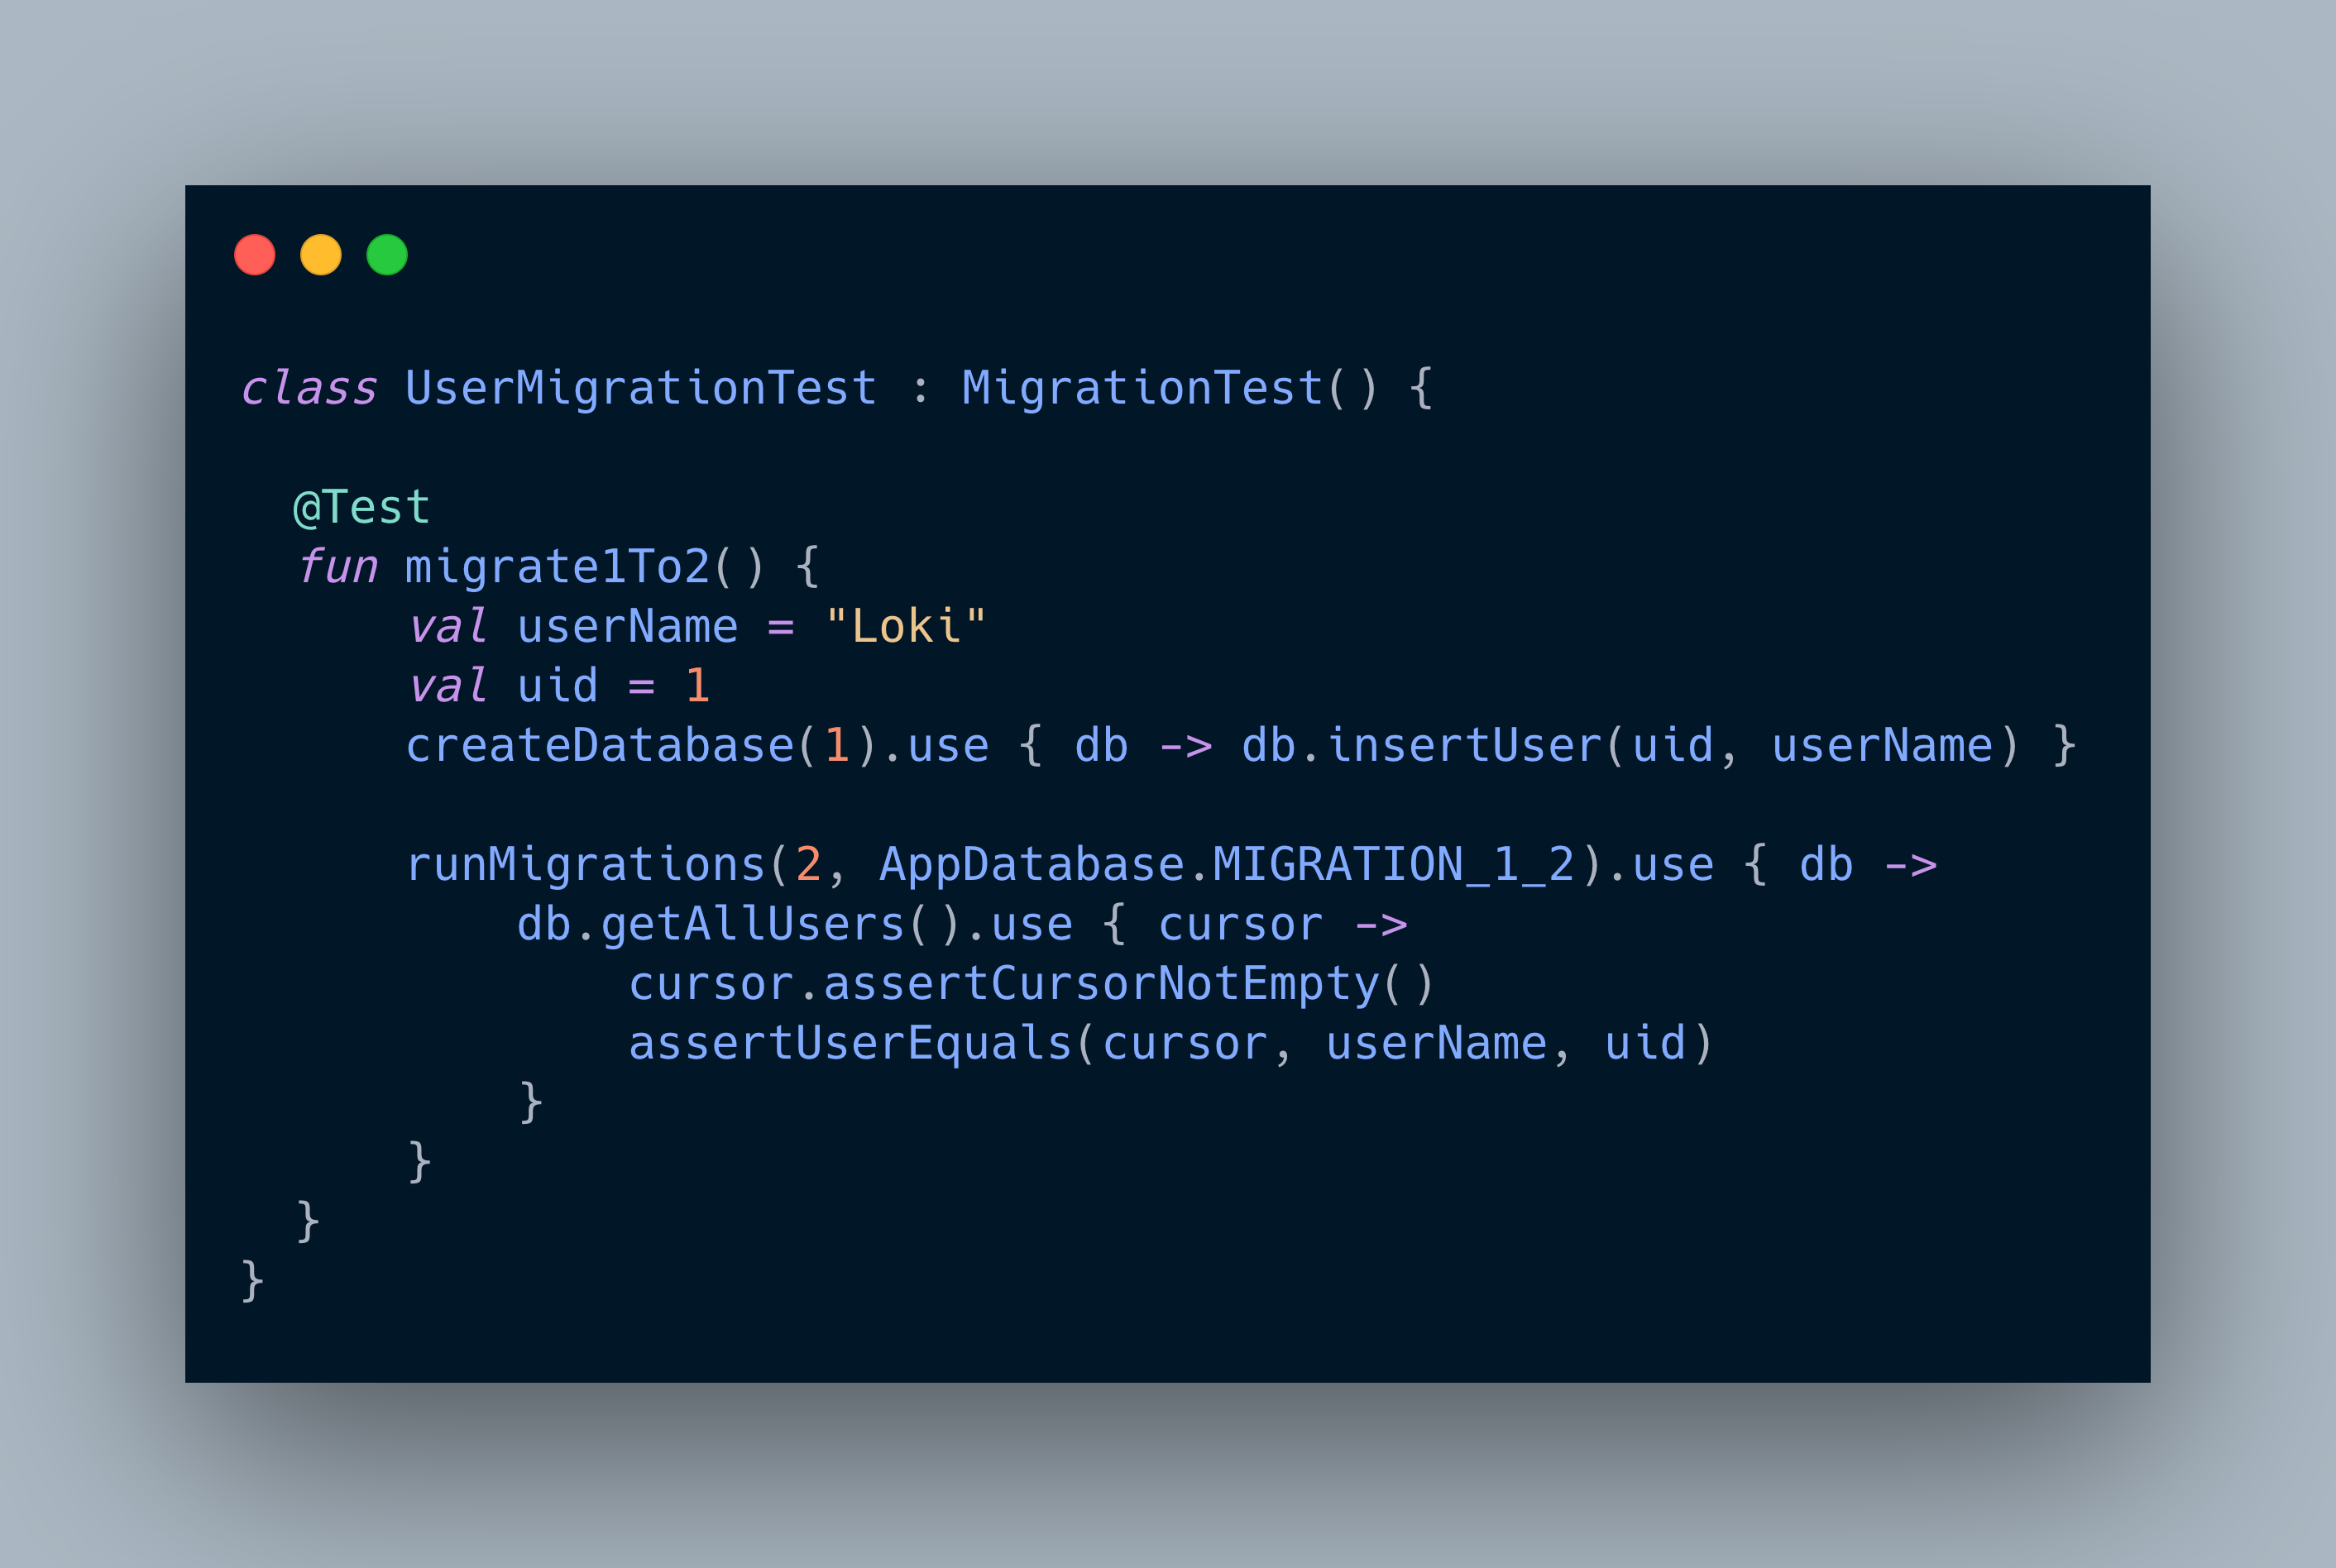 class UserMigrationTest : MigrationTest() {
@Test
fun migrate1To2() {
val userName = "Loki"
val uid = 1
createDatabase(1).use { db -> db.insertUser(uid, userName) }
runMigrations(2, AppDatabase.MIGRATION_1_2).use { db ->
db.getAllUsers().use { cursor ->
cursor.assertCursorNotEmpty()
assertUserEquals(cursor, userName, uid)
}
}
}
}